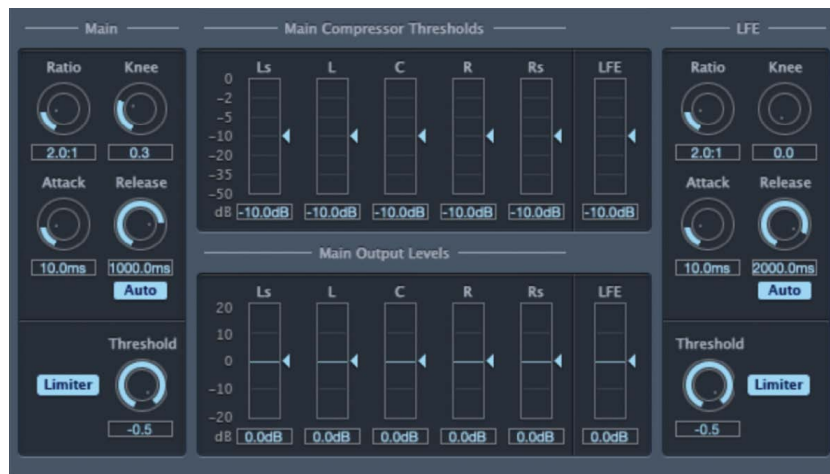 Main
Ratio Knee
2.0:1 0.3
Attack Release
10.0ms 1000.0ms
Auto
Threshold
Limiter
-0.5
Main Compressor Thresholds
Ls L C R Rs LFE
0
-2
-5
-10
-20
-35
-50
dB -10.0dB -10.0dB -10.0dB -10.0dB -10.0dB -10.0dB
Main Output Levels
Ls L C R Rs LFE
20
10
0
-10
-20
dB 0.0dB 0.0dB 0.0dB 0.0dB 0.0dB 0.0dB
LFE
Ratio Knee
2.0:1 0.0
Attack Release
10.0ms 2000.0ms
Auto
Threshold
Limiter
-0.5